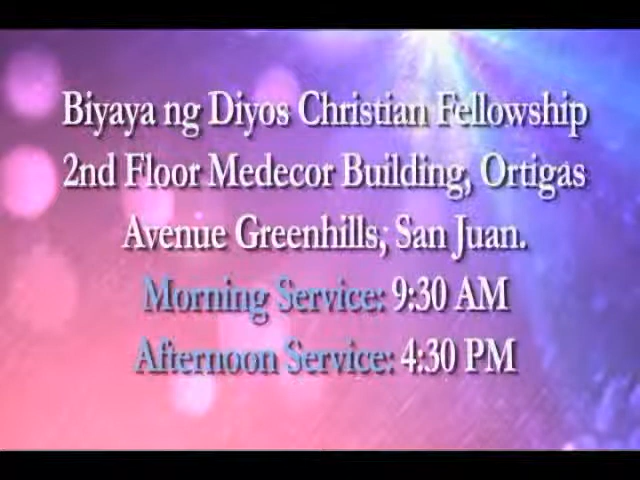 Biyaya ng Diyos Christian Fellowship
2nd Floor Medecor Building, Ortigas
Avenue Greenhills, San Juan.
Morning Service: 9:30 AM
Afternoon Service: 4:30 PM